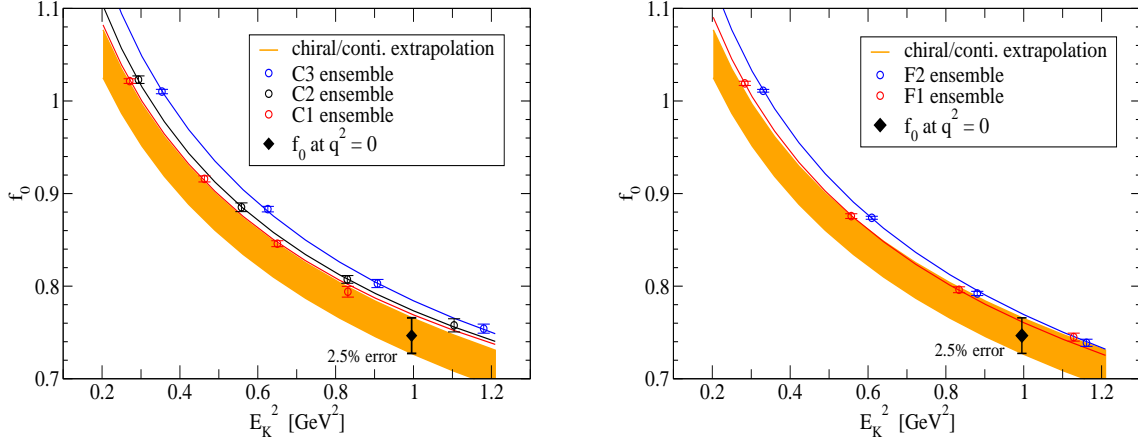 1.1
1
0.9
0.8
0.7
f₀
chiral/conti. extrapolation
C3 ensemble
C2 ensemble
C1 ensemble
f₀ at q² = 0
2.5% error
0.2 0.4 0.6 0.8 1 1.2
E_K² [GeV²]
1.1
1
0.9
0.8
0.7
f₀
chiral/conti. extrapolation
F2 ensemble
F1 ensemble
f₀ at q² = 0
2.5% error
0.2 0.4 0.6 0.8 1 1.2
E_K² [GeV²]